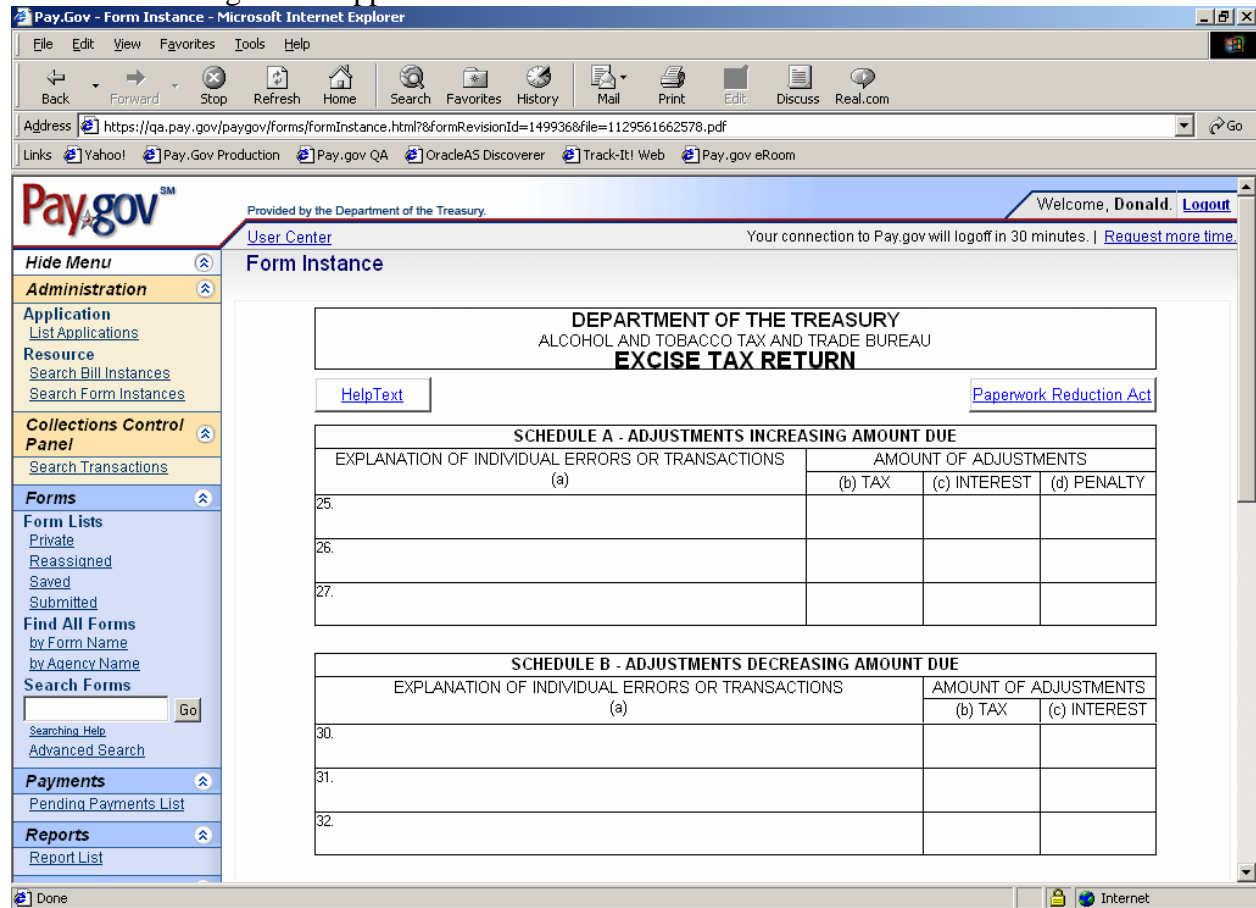 Pay.Gov - Form Instance - Microsoft Internet Explorer
File Edit View Favorites Tools Help
Back Forward Stop Refresh Home Search Favorites History Mail Print Edit Discuss Real.com
Address https://qa.pay.gov/paygov/forms/formInstance.html?&formRevisionId=149936&file=1129561662578.pdf Go
Links Yahoo! Pay.Gov Production Pay.gov QA OracleAS Discoverer Track-It! Web Pay.gov eRoom
Pay.gov SM
Provided by the Department of the Treasury.
Welcome, Donald. Logout
User Center
Your connection to Pay.gov will logoff in 30 minutes. | Request more time.
Hide Menu
Administration
Application
List Applications
Resource
Search Bill Instances
Search Form Instances
Collections Control
Panel
Search Transactions
Forms
Form Lists
Private
Reassigned
Saved
Submitted
Find All Forms
by Form Name
by Agency Name
Search Forms
Go
Searching Help
Advanced Search
Payments
Pending Payments List
Reports
Report List
Form Instance
DEPARTMENT OF THE TREASURY
ALCOHOL AND TOBACCO TAX AND TRADE BUREAU
EXCISE TAX RETURN
HelpText
Paperwork Reduction Act
SCHEDULE A - ADJUSTMENTS INCREASING AMOUNT DUE
EXPLANATION OF INDIVIDUAL ERRORS OR TRANSACTIONS
(a)
AMOUNT OF ADJUSTMENTS
(b) TAX (c) INTEREST (d) PENALTY
25.
26.
27.
SCHEDULE B - ADJUSTMENTS DECREASING AMOUNT DUE
EXPLANATION OF INDIVIDUAL ERRORS OR TRANSACTIONS
(a)
AMOUNT OF ADJUSTMENTS
(b) TAX (c) INTEREST
30.
31.
32.
Done
Internet